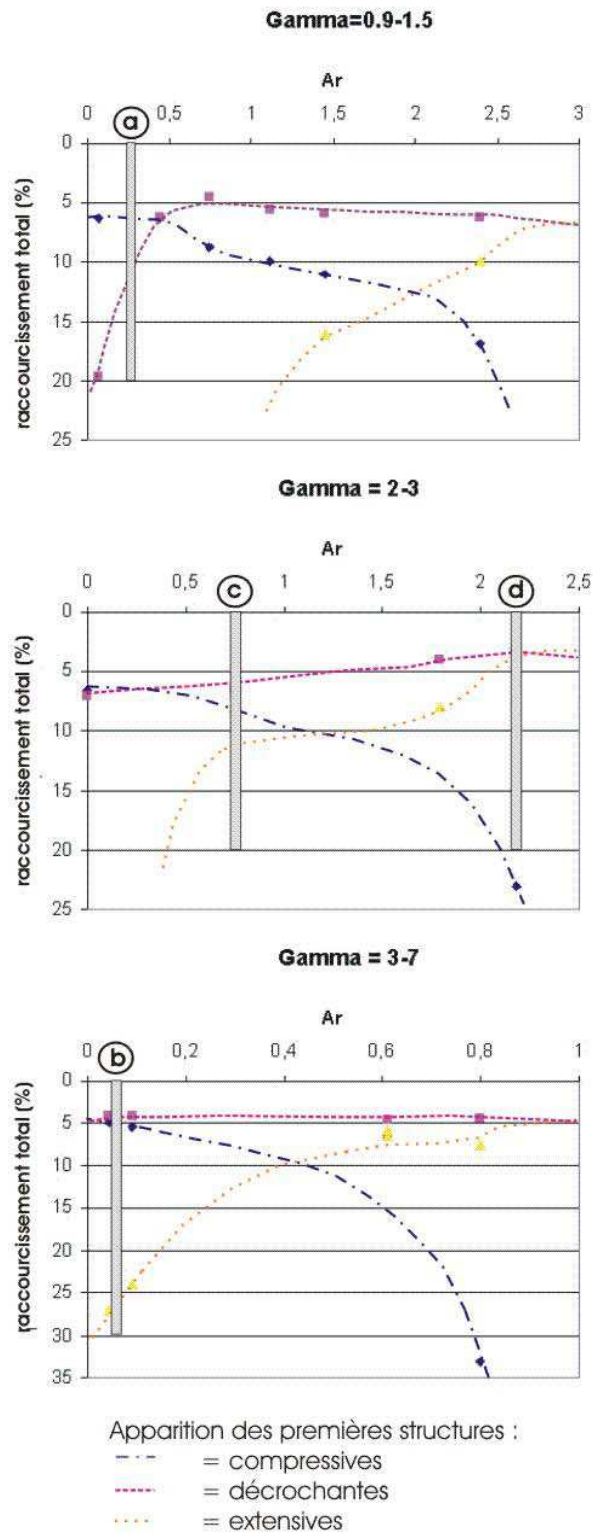 Gamma=0.9-1.5
Ar
0 0,5 1 1,5 2 2,5 3
a
raccourcissement total (%)
0
5
10
15
20
25
Gamma = 2-3
Ar
0 0,5 1 1,5 2 2,5
c d
raccourcissement total (%)
0
5
10
15
20
25
Gamma = 3-7
Ar
0 0,2 0,4 0,6 0,8 1
b
raccourcissement total (%)
0
5
10
15
20
25
30
35
Apparition des premières structures :
= compressives
= décrochantes
= extensives